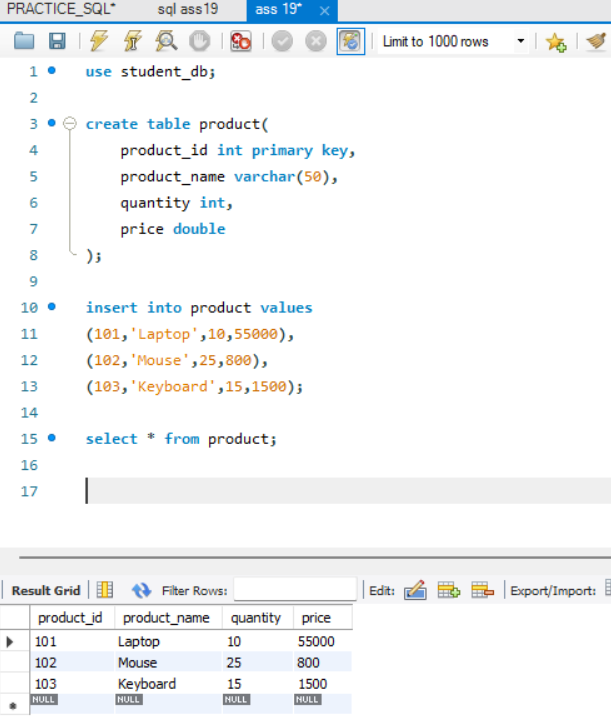 PRACTICE_SQL* sql ass19 ass 19* ×
Limit to 1000 rows
1 use student_db;
2
3 create table product(
4 product_id int primary key,
5 product_name varchar(50),
6 quantity int,
7 price double
8 );
9
10 insert into product values
11 (101,'Laptop',10,55000),
12 (102,'Mouse',25,800),
13 (103,'Keyboard',15,1500);
14
15 select * from product;
16
17
Result Grid Filter Rows: Edit: Export/Import:
product_id product_name quantity price
101 Laptop 10 55000
102 Mouse 25 800
103 Keyboard 15 1500
NULL NULL NULL NULL